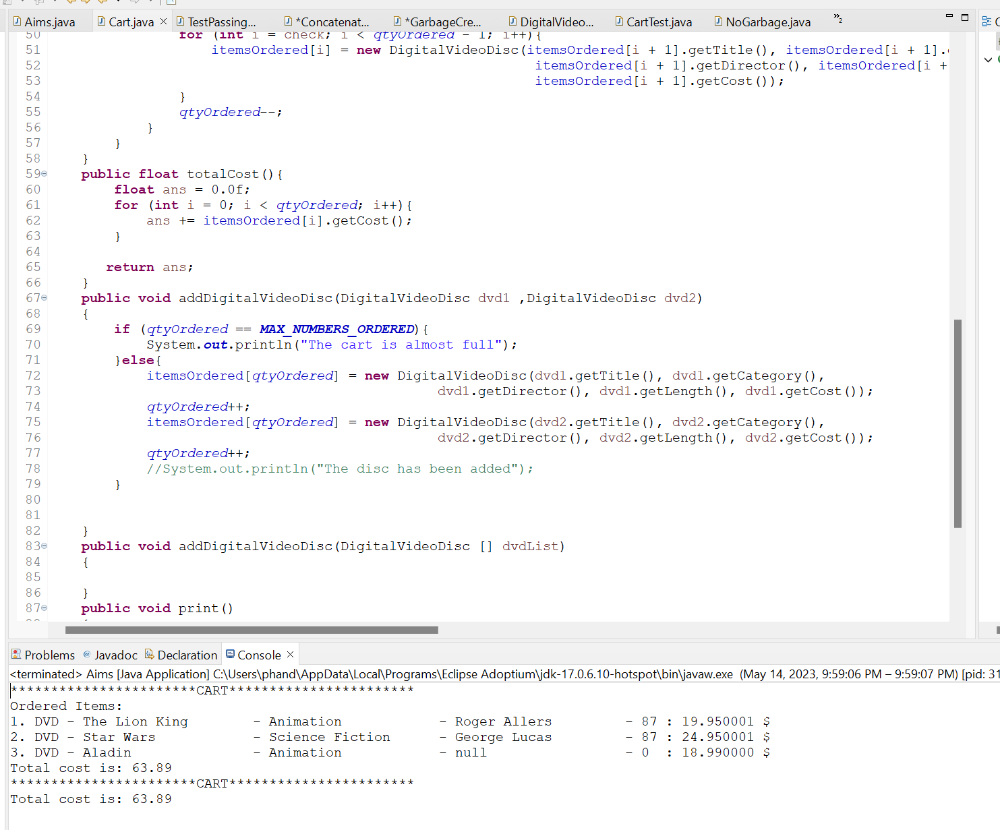 Aims.java Cart.java TestPassing... *Concatenat... *GarbageCre... DigitalVideo... CartTest.java NoGarbage.java »2
50 for (int i = check; i < qtyOrdered - 1; i++){
51 itemsOrdered[i] = new DigitalVideoDisc(itemsOrdered[i + 1].getTitle(), itemsOrdered[i + 1].
52 itemsOrdered[i + 1].getDirector(), itemsOrdered[i +
53 itemsOrdered[i + 1].getCost());
54 }
55 qtyOrdered--;
56 }
57 }
58 }
59 public float totalCost(){
60 float ans = 0.0f;
61 for (int i = 0; i < qtyOrdered; i++){
62 ans += itemsOrdered[i].getCost();
63 }
64
65 return ans;
66 }
67 public void addDigitalVideoDisc(DigitalVideoDisc dvd1 ,DigitalVideoDisc dvd2)
68 {
69 if (qtyOrdered == MAX_NUMBERS_ORDERED){
70 System.out.println("The cart is almost full");
71 }else{
72 itemsOrdered[qtyOrdered] = new DigitalVideoDisc(dvd1.getTitle(), dvd1.getCategory(),
73 dvd1.getDirector(), dvd1.getLength(), dvd1.getCost());
74 qtyOrdered++;
75 itemsOrdered[qtyOrdered] = new DigitalVideoDisc(dvd2.getTitle(), dvd2.getCategory(),
76 dvd2.getDirector(), dvd2.getLength(), dvd2.getCost());
77 qtyOrdered++;
78 //System.out.println("The disc has been added");
79 }
80
81
82 }
83 public void addDigitalVideoDisc(DigitalVideoDisc [] dvdList)
84 {
85
86 }
87 public void print()
Problems @ Javadoc Declaration Console
<terminated> Aims [Java Application] C:\Users\phand\AppData\Local\Programs\Eclipse Adoptium\jdk-17.0.6.10-hotspot\bin\javaw.exe (May 14, 2023, 9:59:06 PM – 9:59:07 PM) [pid: 31
***********************CART***********************
Ordered Items:
1. DVD - The Lion King - Animation - Roger Allers - 87 : 19.950001 $
2. DVD - Star Wars - Science Fiction - George Lucas - 87 : 24.950001 $
3. DVD - Aladin - Animation - null - 0 : 18.990000 $
Total cost is: 63.89
***********************CART***********************
Total cost is: 63.89